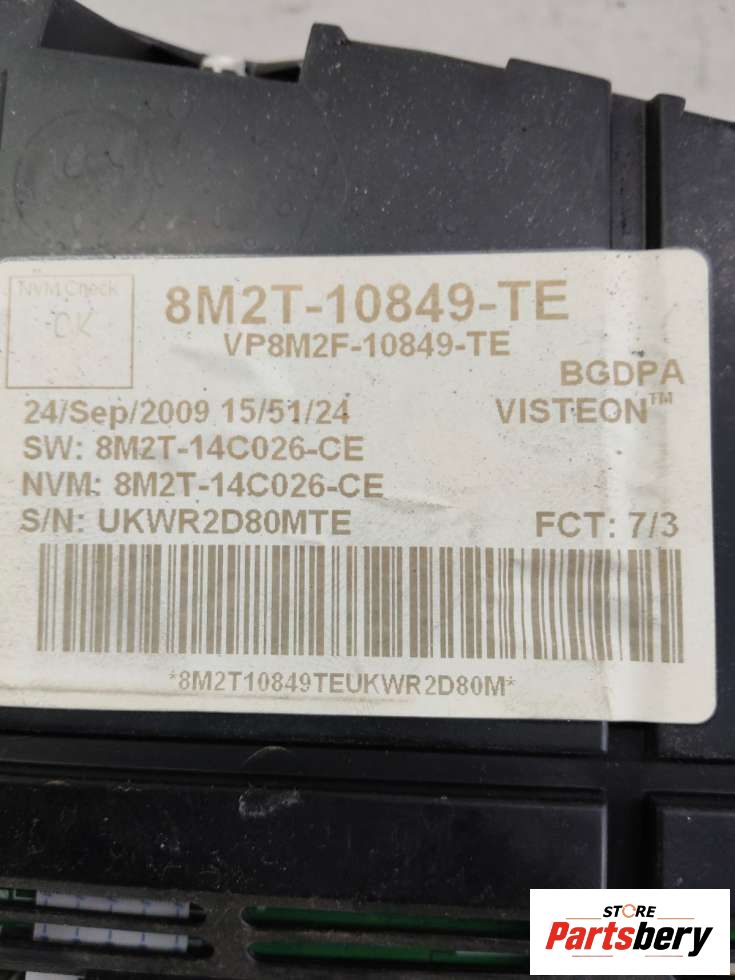 NVM Check
OK
8M2T-10849-TE
VP8M2F-10849-TE
BGDPA
24/Sep/2009 15/51/24
VISTEON™
SW: 8M2T-14C026-CE
NVM: 8M2T-14C026-CE
S/N: UKWR2D80MTE
FCT: 7/3
*8M2T10849TEUKWR2D80M*
STORE
Partsbery